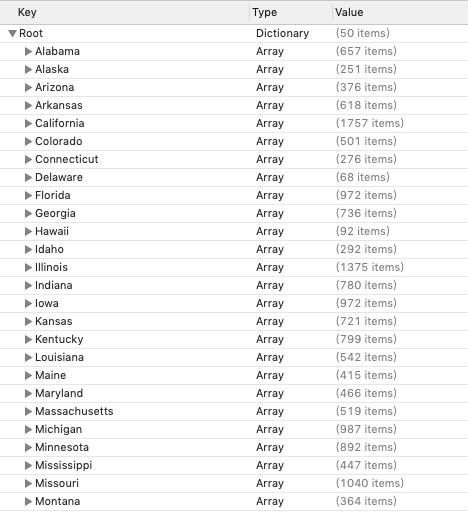 Key Type Value
Root Dictionary (50 items)
Alabama Array (657 items)
Alaska Array (251 items)
Arizona Array (376 items)
Arkansas Array (618 items)
California Array (1757 items)
Colorado Array (501 items)
Connecticut Array (276 items)
Delaware Array (68 items)
Florida Array (972 items)
Georgia Array (736 items)
Hawaii Array (92 items)
Idaho Array (292 items)
Illinois Array (1375 items)
Indiana Array (780 items)
Iowa Array (972 items)
Kansas Array (721 items)
Kentucky Array (799 items)
Louisiana Array (542 items)
Maine Array (415 items)
Maryland Array (466 items)
Massachusetts Array (519 items)
Michigan Array (987 items)
Minnesota Array (892 items)
Mississippi Array (447 items)
Missouri Array (1040 items)
Montana Array (364 items)